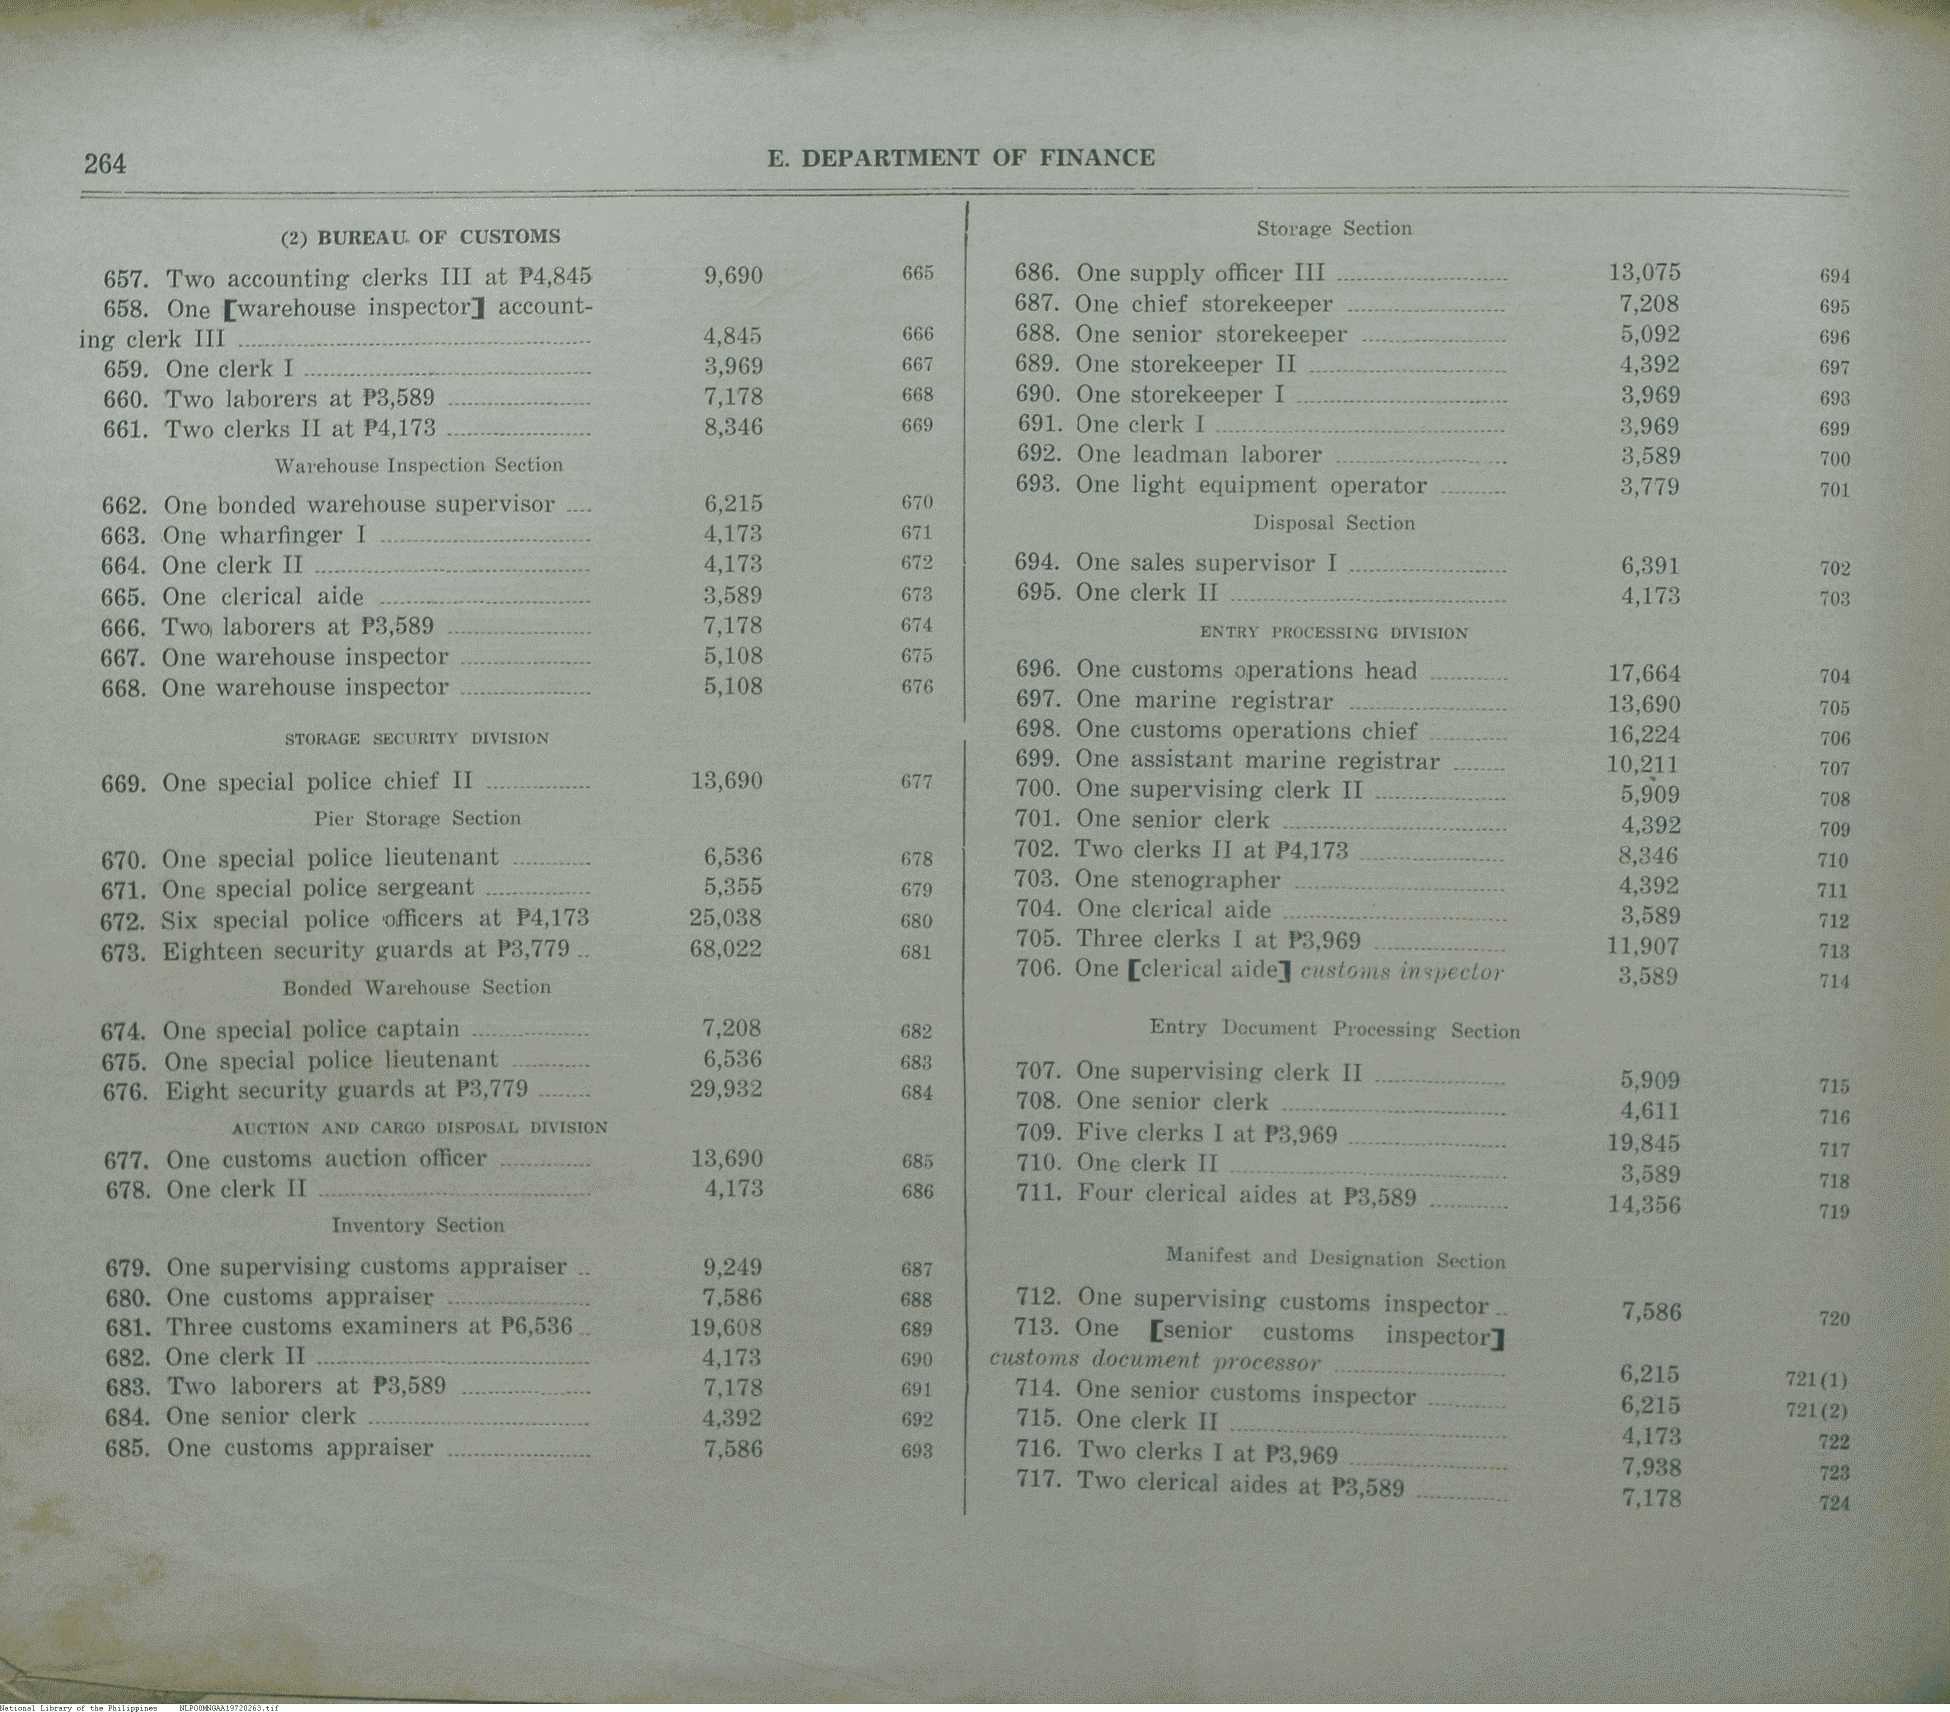 264
E. DEPARTMENT OF FINANCE
(2) BUREAU OF CUSTOMS
657. Two accounting clerks III at ₱4,845 9,690 665
658. One [warehouse inspector] account-
ing clerk III 4,845 666
659. One clerk I 3,969 667
660. Two laborers at ₱3,589 7,178 668
661. Two clerks II at ₱4,173 8,346 669
Warehouse Inspection Section
662. One bonded warehouse supervisor 6,215 670
663. One wharfinger I 4,173 671
664. One clerk II 4,173 672
665. One clerical aide 3,589 673
666. Two laborers at ₱3,589 7,178 674
667. One warehouse inspector 5,108 675
668. One warehouse inspector 5,108 676
STORAGE SECURITY DIVISION
669. One special police chief II 13,690 677
Pier Storage Section
670. One special police lieutenant 6,536 678
671. One special police sergeant 5,355 679
672. Six special police officers at ₱4,173 25,038 680
673. Eighteen security guards at ₱3,779 68,022 681
Bonded Warehouse Section
674. One special police captain 7,208 682
675. One special police lieutenant 6,536 683
676. Eight security guards at ₱3,779 29,932 684
AUCTION AND CARGO DISPOSAL DIVISION
677. One customs auction officer 13,690 685
678. One clerk II 4,173 686
Inventory Section
679. One supervising customs appraiser 9,249 687
680. One customs appraiser 7,586 688
681. Three customs examiners at ₱6,536 19,608 689
682. One clerk II 4,173 690
683. Two laborers at ₱3,589 7,178 691
684. One senior clerk 4,392 692
685. One customs appraiser 7,586 693
Storage Section
686. One supply officer III 13,075 694
687. One chief storekeeper 7,208 695
688. One senior storekeeper 5,092 696
689. One storekeeper II 4,392 697
690. One storekeeper I 3,969 698
691. One clerk I 3,969 699
692. One leadman laborer 3,589 700
693. One light equipment operator 3,779 701
Disposal Section
694. One sales supervisor I 6,391 702
695. One clerk II 4,173 703
ENTRY PROCESSING DIVISION
696. One customs operations head 17,664 704
697. One marine registrar 13,690 705
698. One customs operations chief 16,224 706
699. One assistant marine registrar 10,211 707
700. One supervising clerk II 5,909 708
701. One senior clerk 4,392 709
702. Two clerks II at ₱4,173 8,346 710
703. One stenographer 4,392 711
704. One clerical aide 3,589 712
705. Three clerks I at ₱3,969 11,907 713
706. One [clerical aide] customs inspector 3,589 714
Entry Document Processing Section
707. One supervising clerk II 5,909 715
708. One senior clerk 4,611 716
709. Five clerks I at ₱3,969 19,845 717
710. One clerk II 3,589 718
711. Four clerical aides at ₱3,589 14,356 719
Manifest and Designation Section
712. One supervising customs inspector 7,586 720
713. One [senior customs inspector]
customs document processor 6,215 721(1)
714. One senior customs inspector 6,215 721(2)
715. One clerk II 4,173 722
716. Two clerks I at ₱3,969 7,938 723
717. Two clerical aides at ₱3,589 7,178 724
National Library of the Philippines NLPO0MNGAA19720263.tif